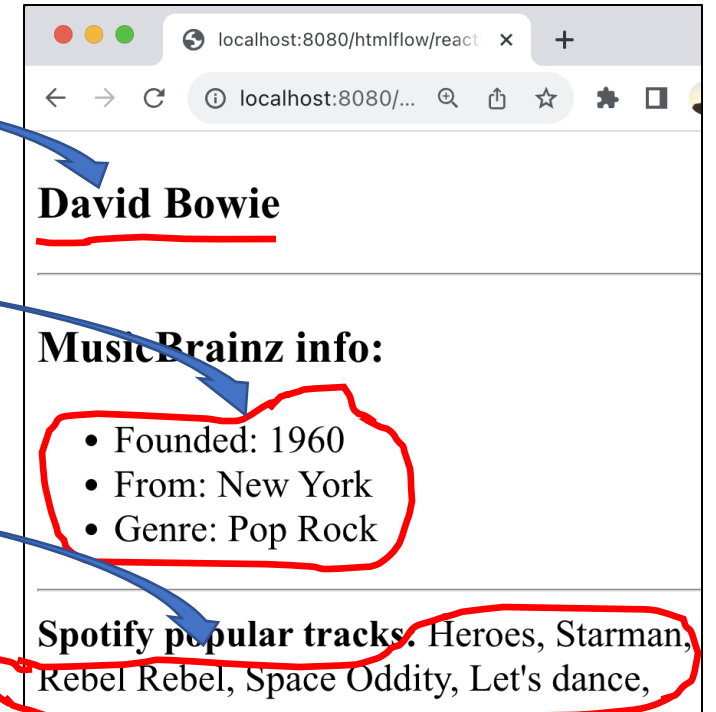 localhost:8080/htmlflow/react
localhost:8080/...
David Bowie
MusicBrainz info:
• Founded: 1960
• From: New York
• Genre: Pop Rock
Spotify popular tracks: Heroes, Starman,
Rebel Rebel, Space Oddity, Let's dance,